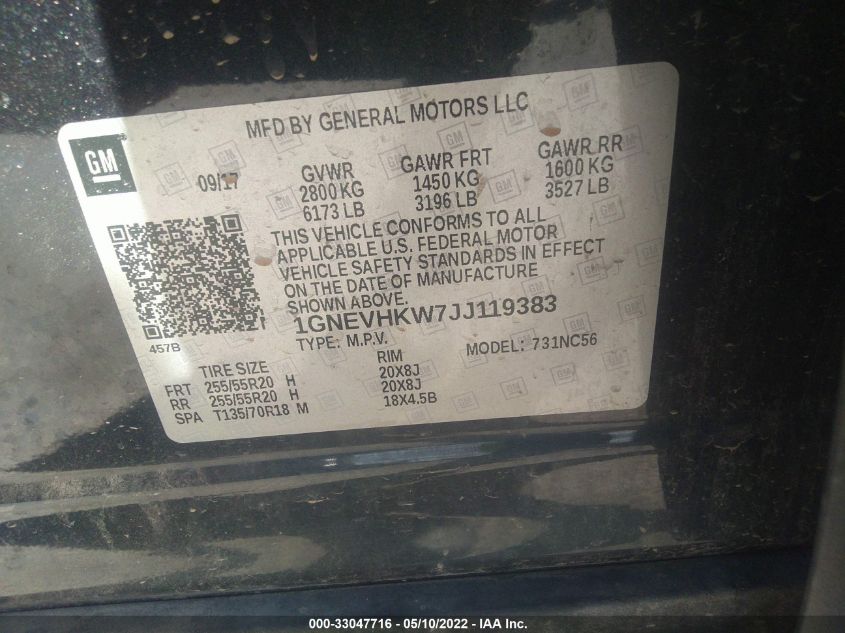 MFD BY GENERAL MOTORS LLC
GM
09/17
GVWR
2800 KG
6173 LB
GAWR FRT
1450 KG
3196 LB
GAWR RR
1600 KG
3527 LB
THIS VEHICLE CONFORMS TO ALL
APPLICABLE U.S. FEDERAL MOTOR
VEHICLE SAFETY STANDARDS IN EFFECT
ON THE DATE OF MANUFACTURE
SHOWN ABOVE.
1GNEVHKW7JJ119383
457B
TYPE: M.P.V.
MODEL: 731NC56
TIRE SIZE RIM
FRT 255/55R20 H 20X8J
RR 255/55R20 H 20X8J
SPA T135/70R18 M 18X4.5B
000-33047716 - 05/10/2022 - IAA Inc.